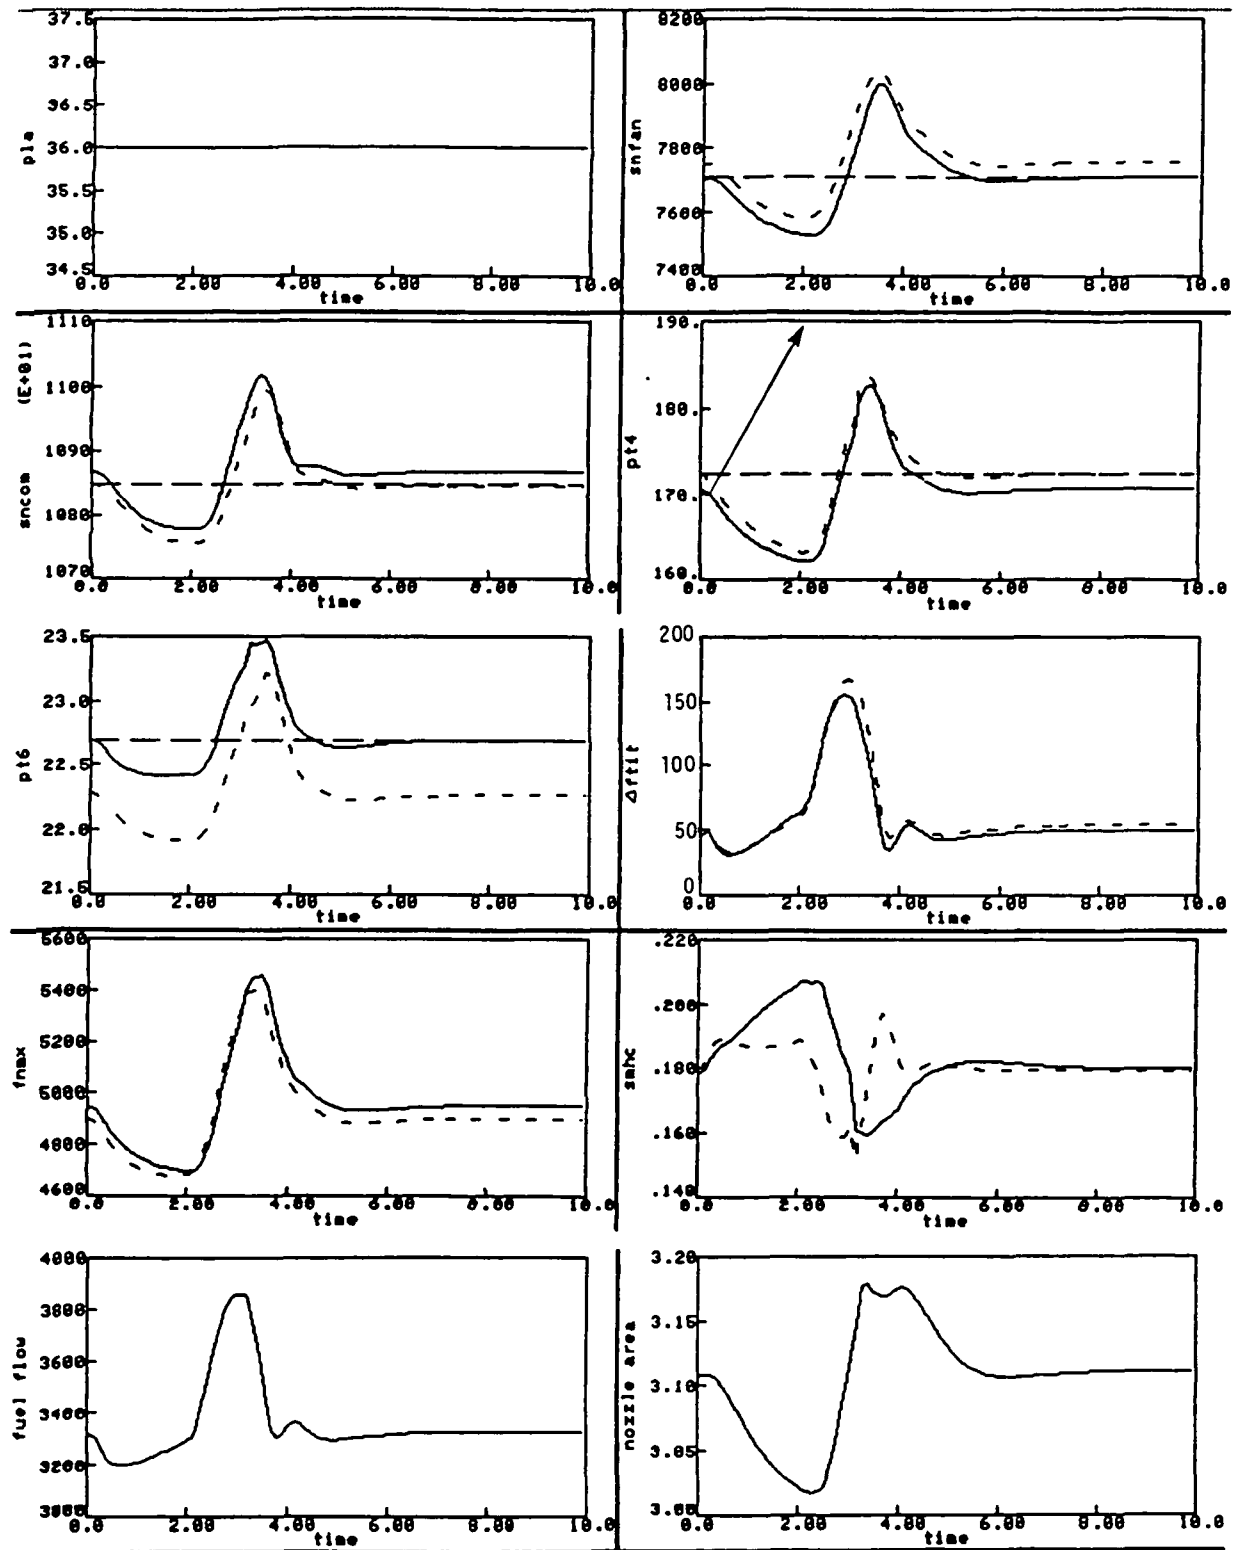 37.5
37.0
36.5
36.0
35.5
35.0
34.5
pla
0.0 2.00 4.00 6.00 8.00 10.0
time
8200
8000
7800
7600
7400
snfan
0.0 2.00 4.00 6.00 8.00 10.0
time
1110
1100
1090
1080
1070
sncom (E+01)
0.0 2.00 4.00 6.00 8.00 10.0
time
190.
180.
170.
160.
pt4
0.0 2.00 4.00 6.00 8.00 10.0
time
23.5
23.0
22.5
22.0
21.5
pt6
0.0 2.00 4.00 6.00 8.00 10.0
time
200
150
100
50
0
Δftit
0.0 2.00 4.00 6.00 8.00 10.0
time
5600
5400
5200
5000
4800
4600
fnmx
0.0 2.00 4.00 6.00 8.00 10.0
time
.220
.200
.180
.160
.140
smhc
0.0 2.00 4.00 6.00 8.00 10.0
time
4000
3800
3600
3400
3200
3000
fuel flow
0.0 2.00 4.00 6.00 8.00 10.0
time
3.20
3.15
3.10
3.05
3.00
nozzle area
0.0 2.00 4.00 6.00 8.00 10.0
time